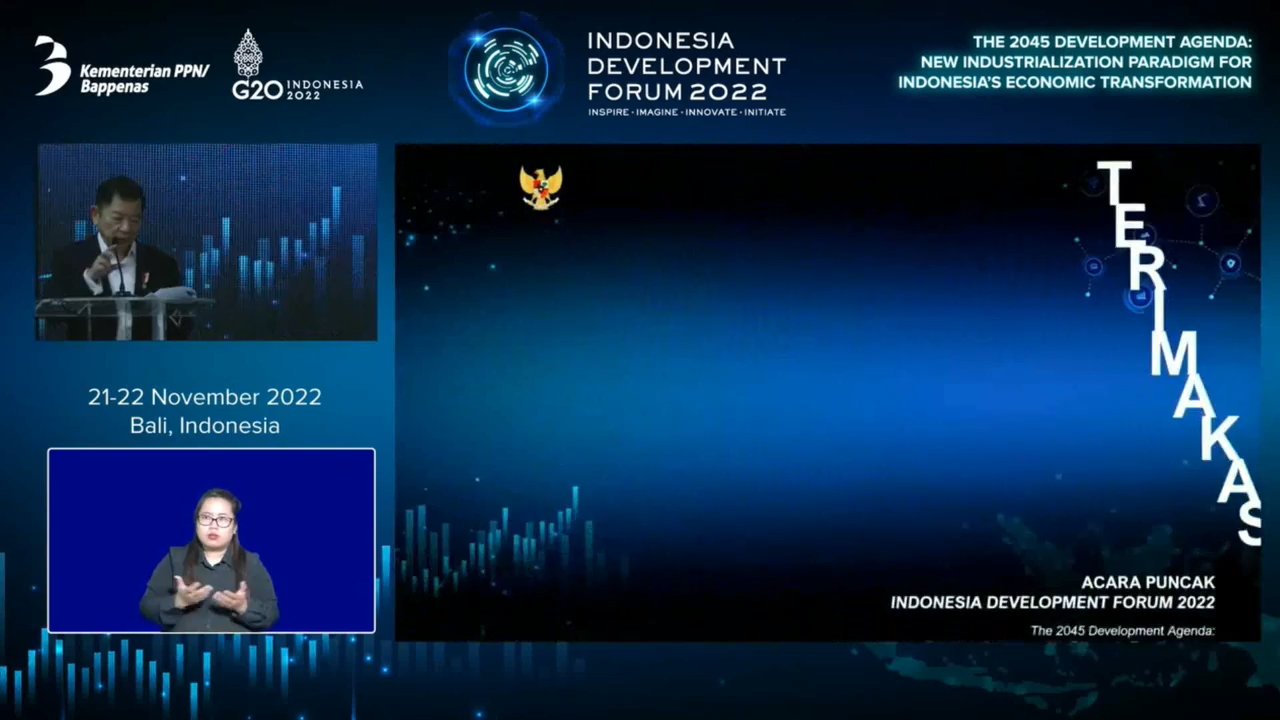 Kementerian PPN/
Bappenas
G20 INDONESIA
2022
INDONESIA
DEVELOPMENT
FORUM 2022
INSPIRE • IMAGINE • INNOVATE • INITIATE
THE 2045 DEVELOPMENT AGENDA:
NEW INDUSTRIALIZATION PARADIGM FOR
INDONESIA'S ECONOMIC TRANSFORMATION
TERIMAKAS
21-22 November 2022
Bali, Indonesia
ACARA PUNCAK
INDONESIA DEVELOPMENT FORUM 2022
The 2045 Development Agenda: